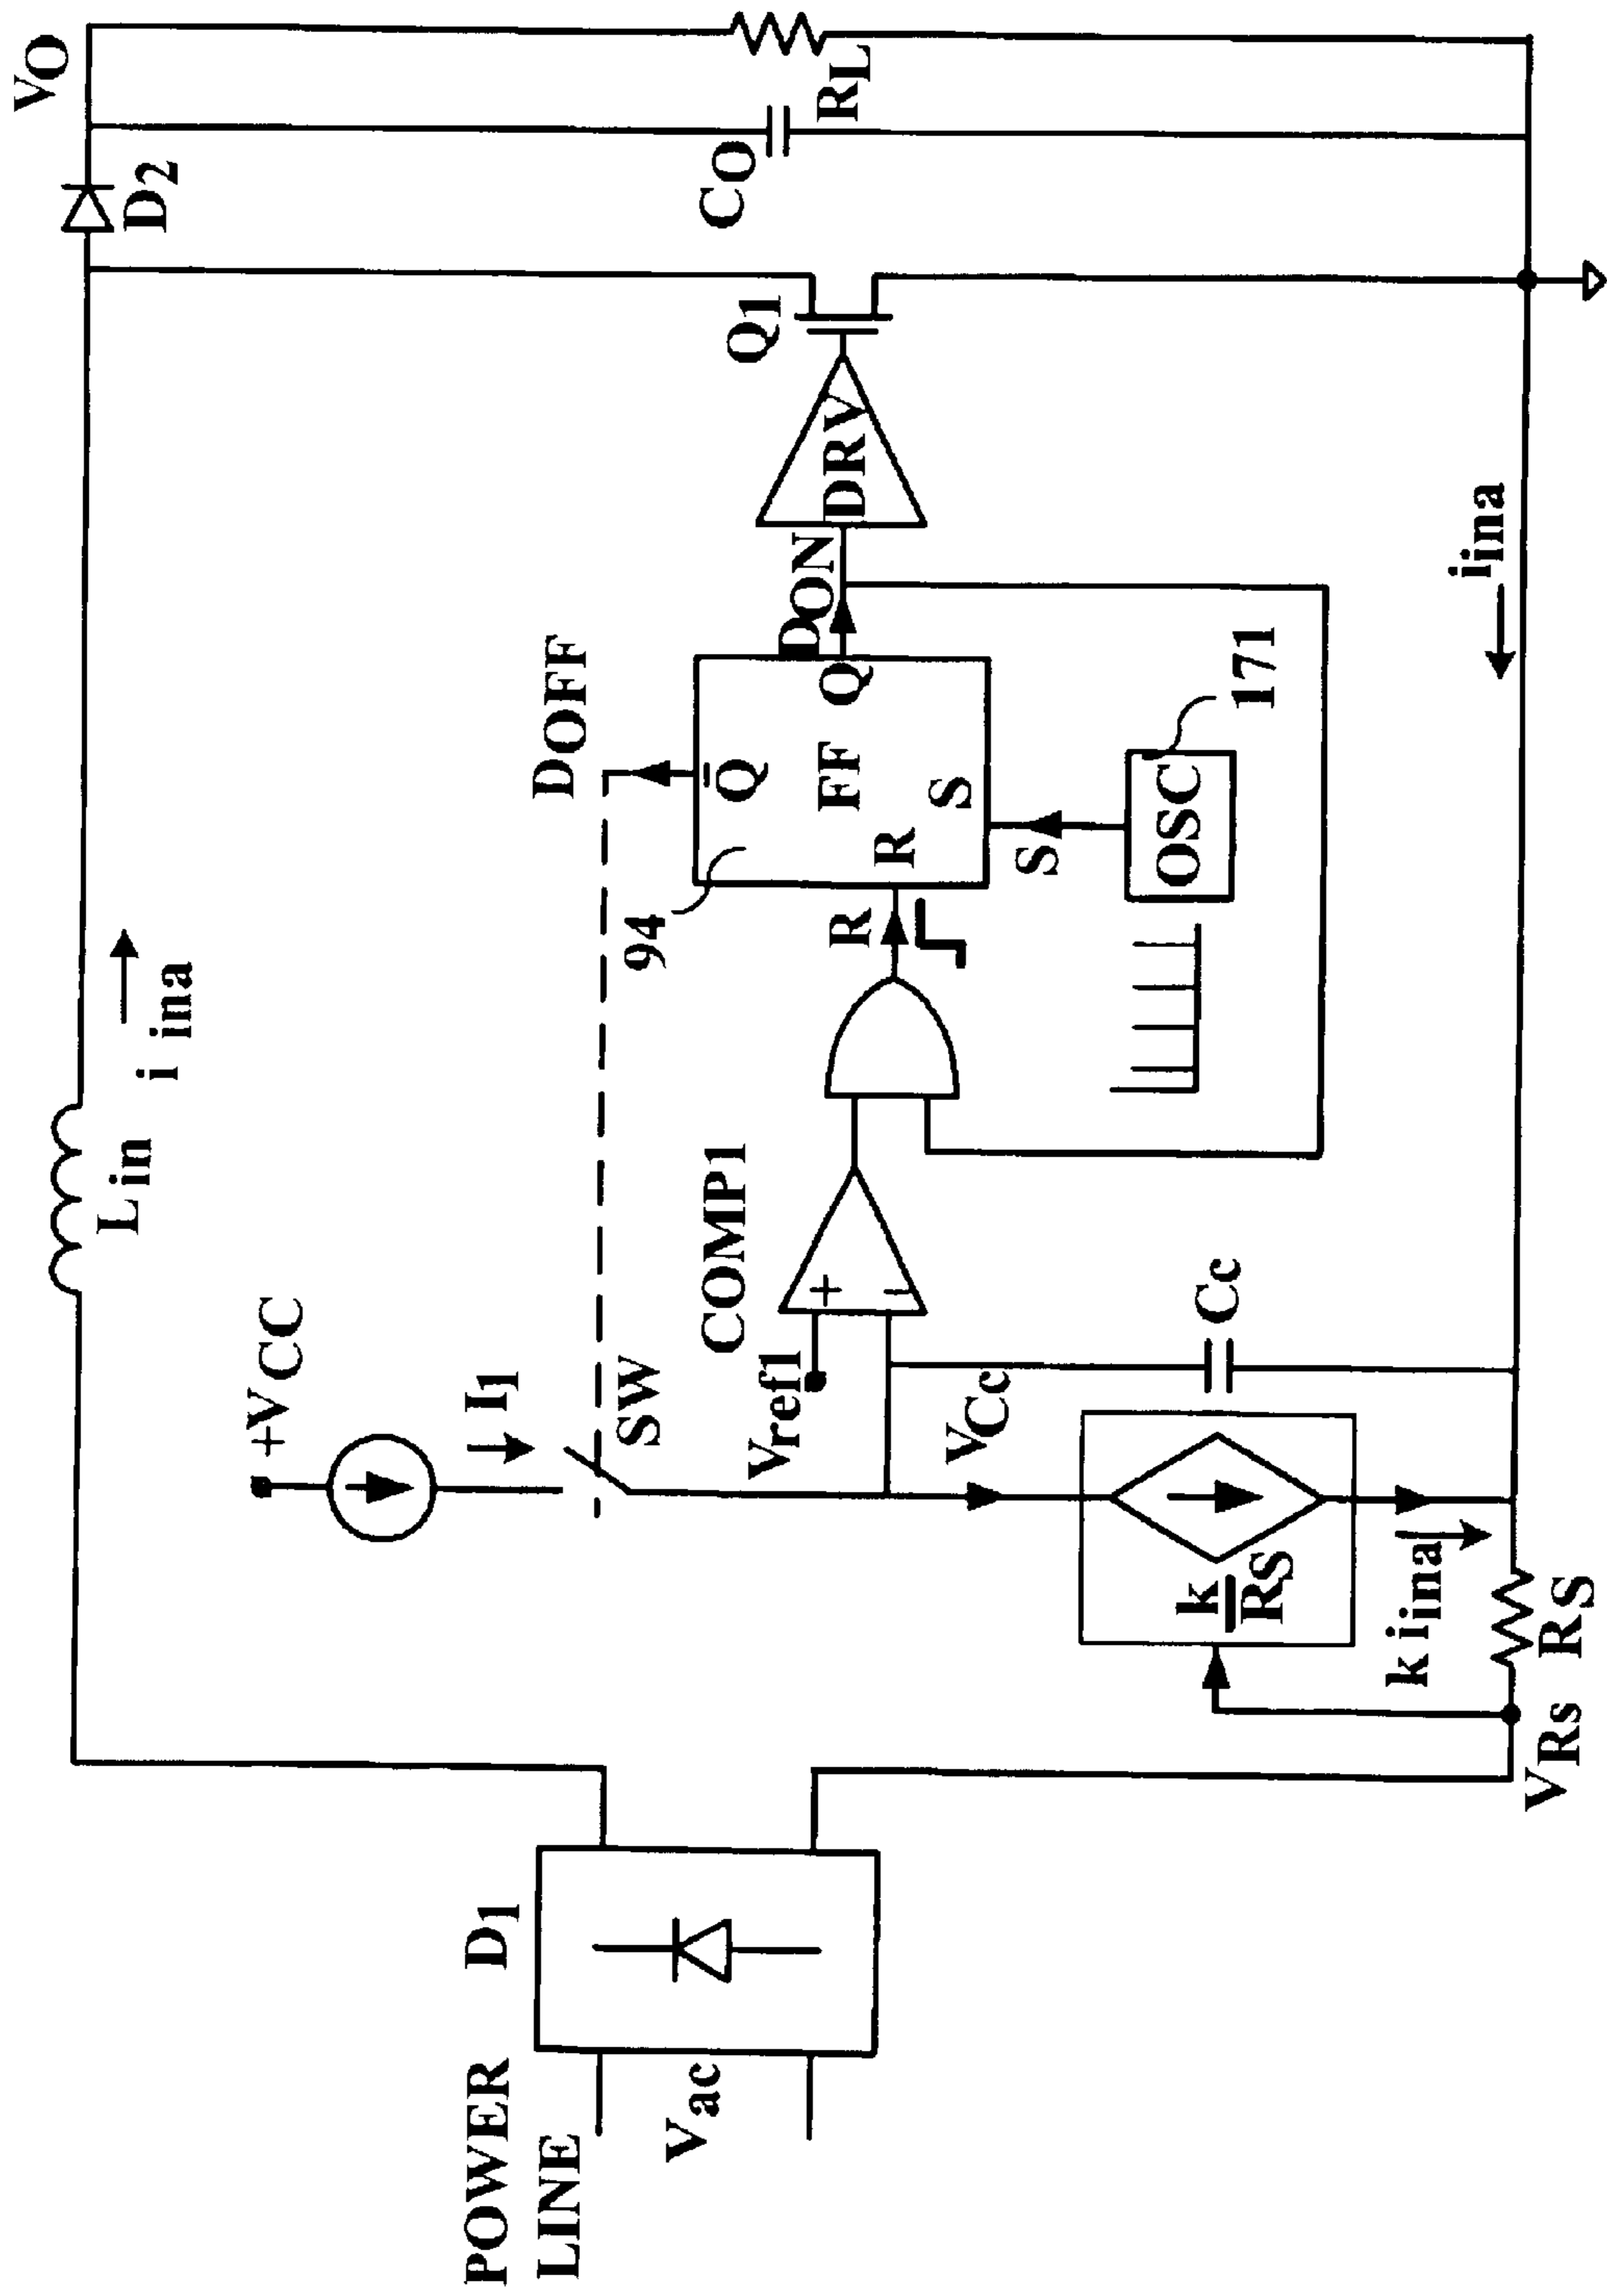 POWER
LINE
Vac
D1
Lin
iina
+VCC
I1
SW
DOFF
D2
VO
Vref1
COMP1
+
−
VCc
Cc
k
RS
k iina
VRs
RS
R
94
Q̄
FF
Q
R
S
DON
DRV
Q1
CO
RL
S
OSC
171
iina